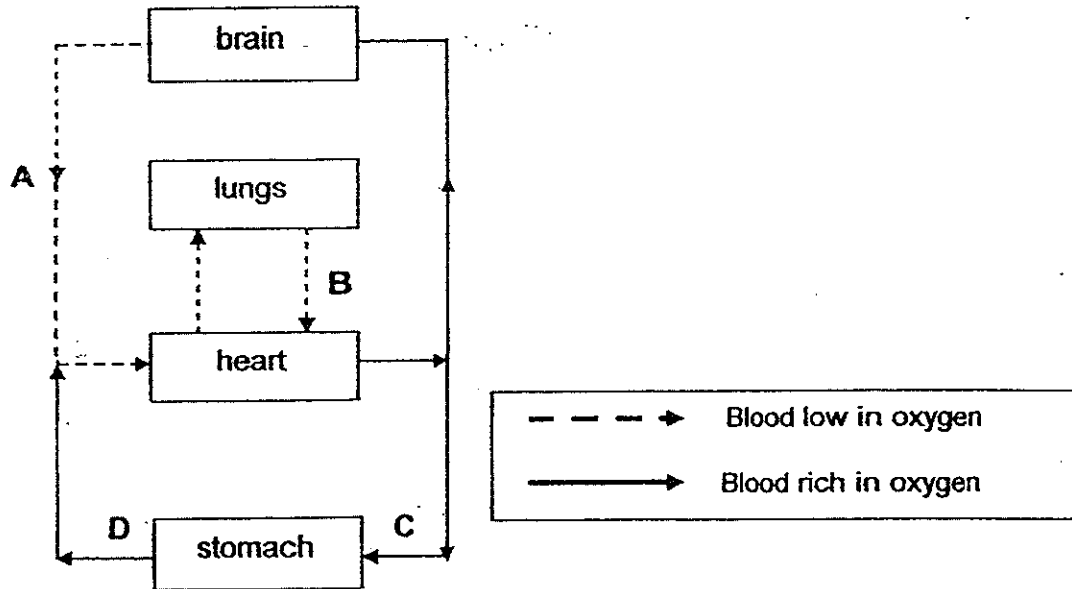 brain
A
lungs
B
heart
Blood low in oxygen
Blood rich in oxygen
D
C
stomach